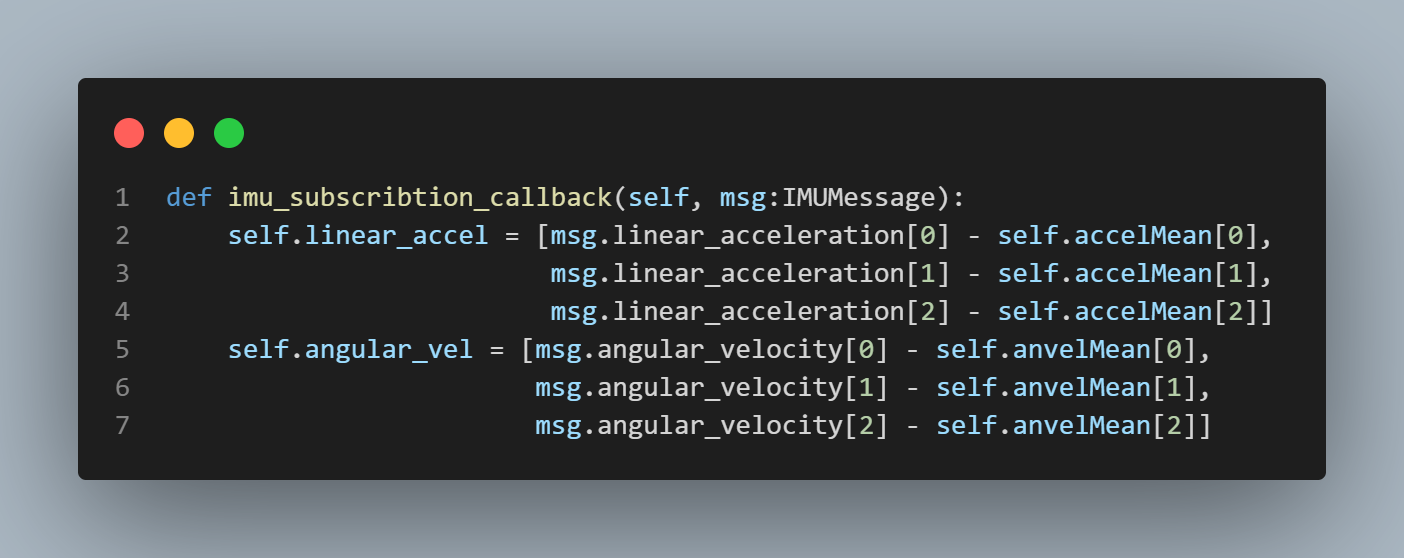 1 def imu_subscribtion_callback(self, msg:IMUMessage):
2     self.linear_accel = [msg.linear_acceleration[0] - self.accelMean[0],
3                          msg.linear_acceleration[1] - self.accelMean[1],
4                          msg.linear_acceleration[2] - self.accelMean[2]]
5     self.angular_vel = [msg.angular_velocity[0] - self.anvelMean[0],
6                         msg.angular_velocity[1] - self.anvelMean[1],
7                         msg.angular_velocity[2] - self.anvelMean[2]]